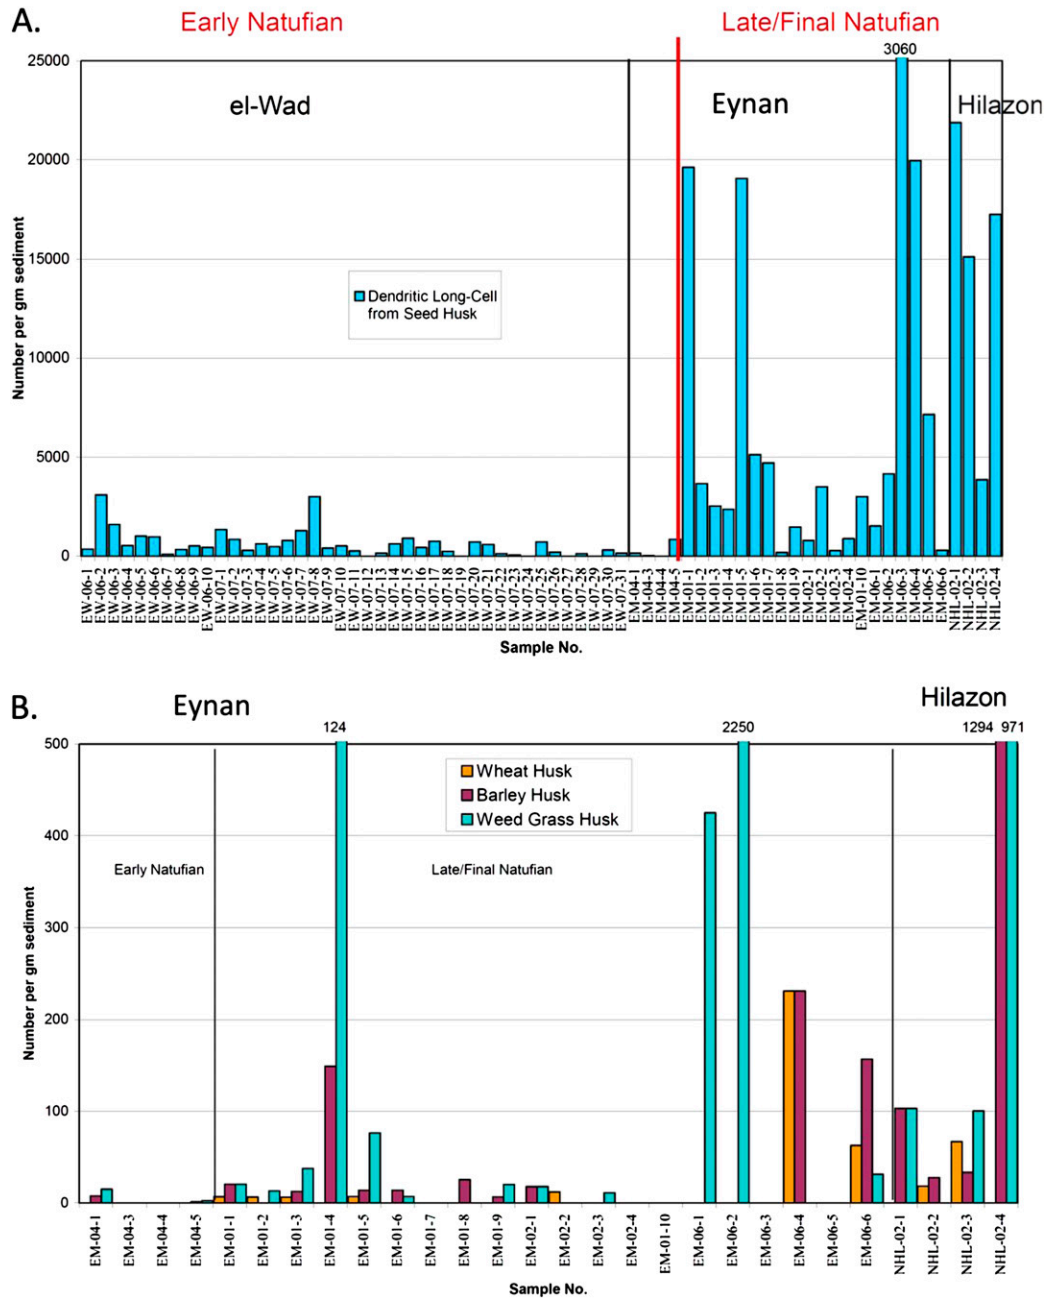 A.
Early Natufian
Late/Final Natufian
3060
25000
el-Wad
Eynan
Hilazon
20000
15000
10000
5000
0
Number per gm sediment
Dendritic Long-Cell
from Seed Husk
EW-06-1
EW-06-2
EW-06-3
EW-06-4
EW-06-5
EW-06-6
EW-06-7
EW-06-8
EW-06-9
EW-06-10
EW-07-1
EW-07-2
EW-07-3
EW-07-4
EW-07-5
EW-07-6
EW-07-7
EW-07-8
EW-07-9
EW-07-10
EW-07-11
EW-07-12
EW-07-13
EW-07-14
EW-07-15
EW-07-16
EW-07-17
EW-07-18
EW-07-19
EW-07-20
EW-07-21
EW-07-22
EW-07-23
EW-07-24
EW-07-25
EW-07-26
EW-07-27
EW-07-28
EW-07-29
EW-07-30
EW-07-31
EM-04-1
EM-04-3
EM-04-4
EM-04-5
EM-01-1
EM-01-2
EM-01-3
EM-01-4
EM-01-5
EM-01-6
EM-01-7
EM-01-8
EM-01-9
EM-02-1
EM-02-2
EM-02-3
EM-02-4
EM-01-10
EM-06-1
EM-06-2
EM-06-3
EM-06-4
EM-06-5
EM-06-6
NHL-02-1
NHL-02-2
NHL-02-3
NHL-02-4
Sample No.
B.
Eynan
Hilazon
124
2250
1294 971
500
400
300
200
100
0
Number per gm sediment
Wheat Husk
Barley Husk
Weed Grass Husk
Early Natufian
Late/Final Natufian
EM-04-1
EM-04-3
EM-04-4
EM-04-5
EM-01-1
EM-01-2
EM-01-3
EM-01-4
EM-01-5
EM-01-6
EM-01-7
EM-01-8
EM-01-9
EM-02-1
EM-02-2
EM-02-3
EM-02-4
EM-01-10
EM-06-1
EM-06-2
EM-06-3
EM-06-4
EM-06-5
EM-06-6
NHL-02-1
NHL-02-2
NHL-02-3
NHL-02-4
Sample No.